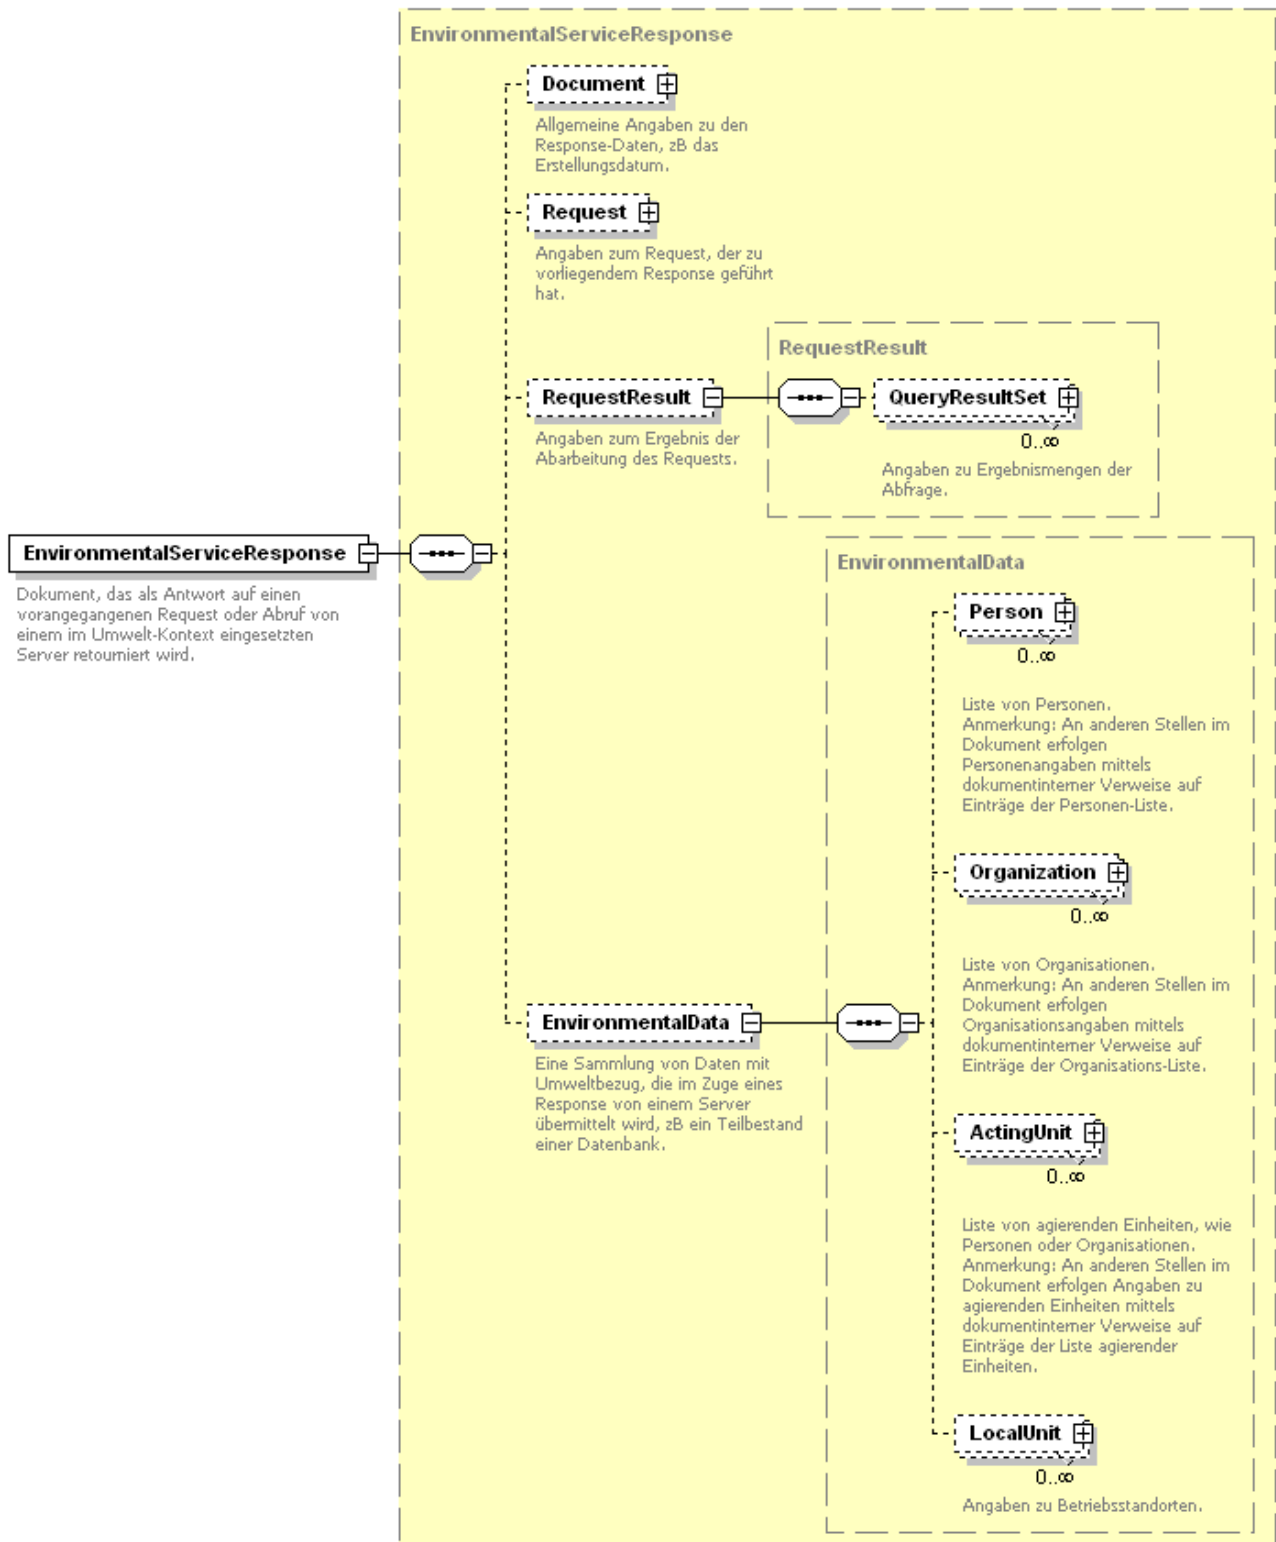 EnvironmentalServiceResponse
Document
Allgemeine Angaben zu den
Response-Daten, zB das
Erstellungsdatum.
Request
Angaben zum Request, der zu
vorliegendem Response geführt
hat.
RequestResult
RequestResult
Angaben zum Ergebnis der
Abarbeitung des Requests.
QueryResultSet
0..∞
Angaben zu Ergebnismengen der
Abfrage.
EnvironmentalServiceResponse
Dokument, das als Antwort auf einen
vorangegangenen Request oder Abruf von
einem im Umwelt-Kontext eingesetzten
Server retourniert wird.
EnvironmentalData
Person
0..∞
Liste von Personen.
Anmerkung: An anderen Stellen im
Dokument erfolgen
Personenangaben mittels
dokumentinterner Verweise auf
Einträge der Personen-Liste.
Organization
0..∞
Liste von Organisationen.
Anmerkung: An anderen Stellen im
Dokument erfolgen
Organisationsangaben mittels
dokumentinterner Verweise auf
Einträge der Organisations-Liste.
EnvironmentalData
Eine Sammlung von Daten mit
Umweltbezug, die im Zuge eines
Response von einem Server
übermittelt wird, zB ein Teilbestand
einer Datenbank.
ActingUnit
0..∞
Liste von agierenden Einheiten, wie
Personen oder Organisationen.
Anmerkung: An anderen Stellen im
Dokument erfolgen Angaben zu
agierenden Einheiten mittels
dokumentinterner Verweise auf
Einträge der Liste agierender
Einheiten.
LocalUnit
0..∞
Angaben zu Betriebsstandorten.